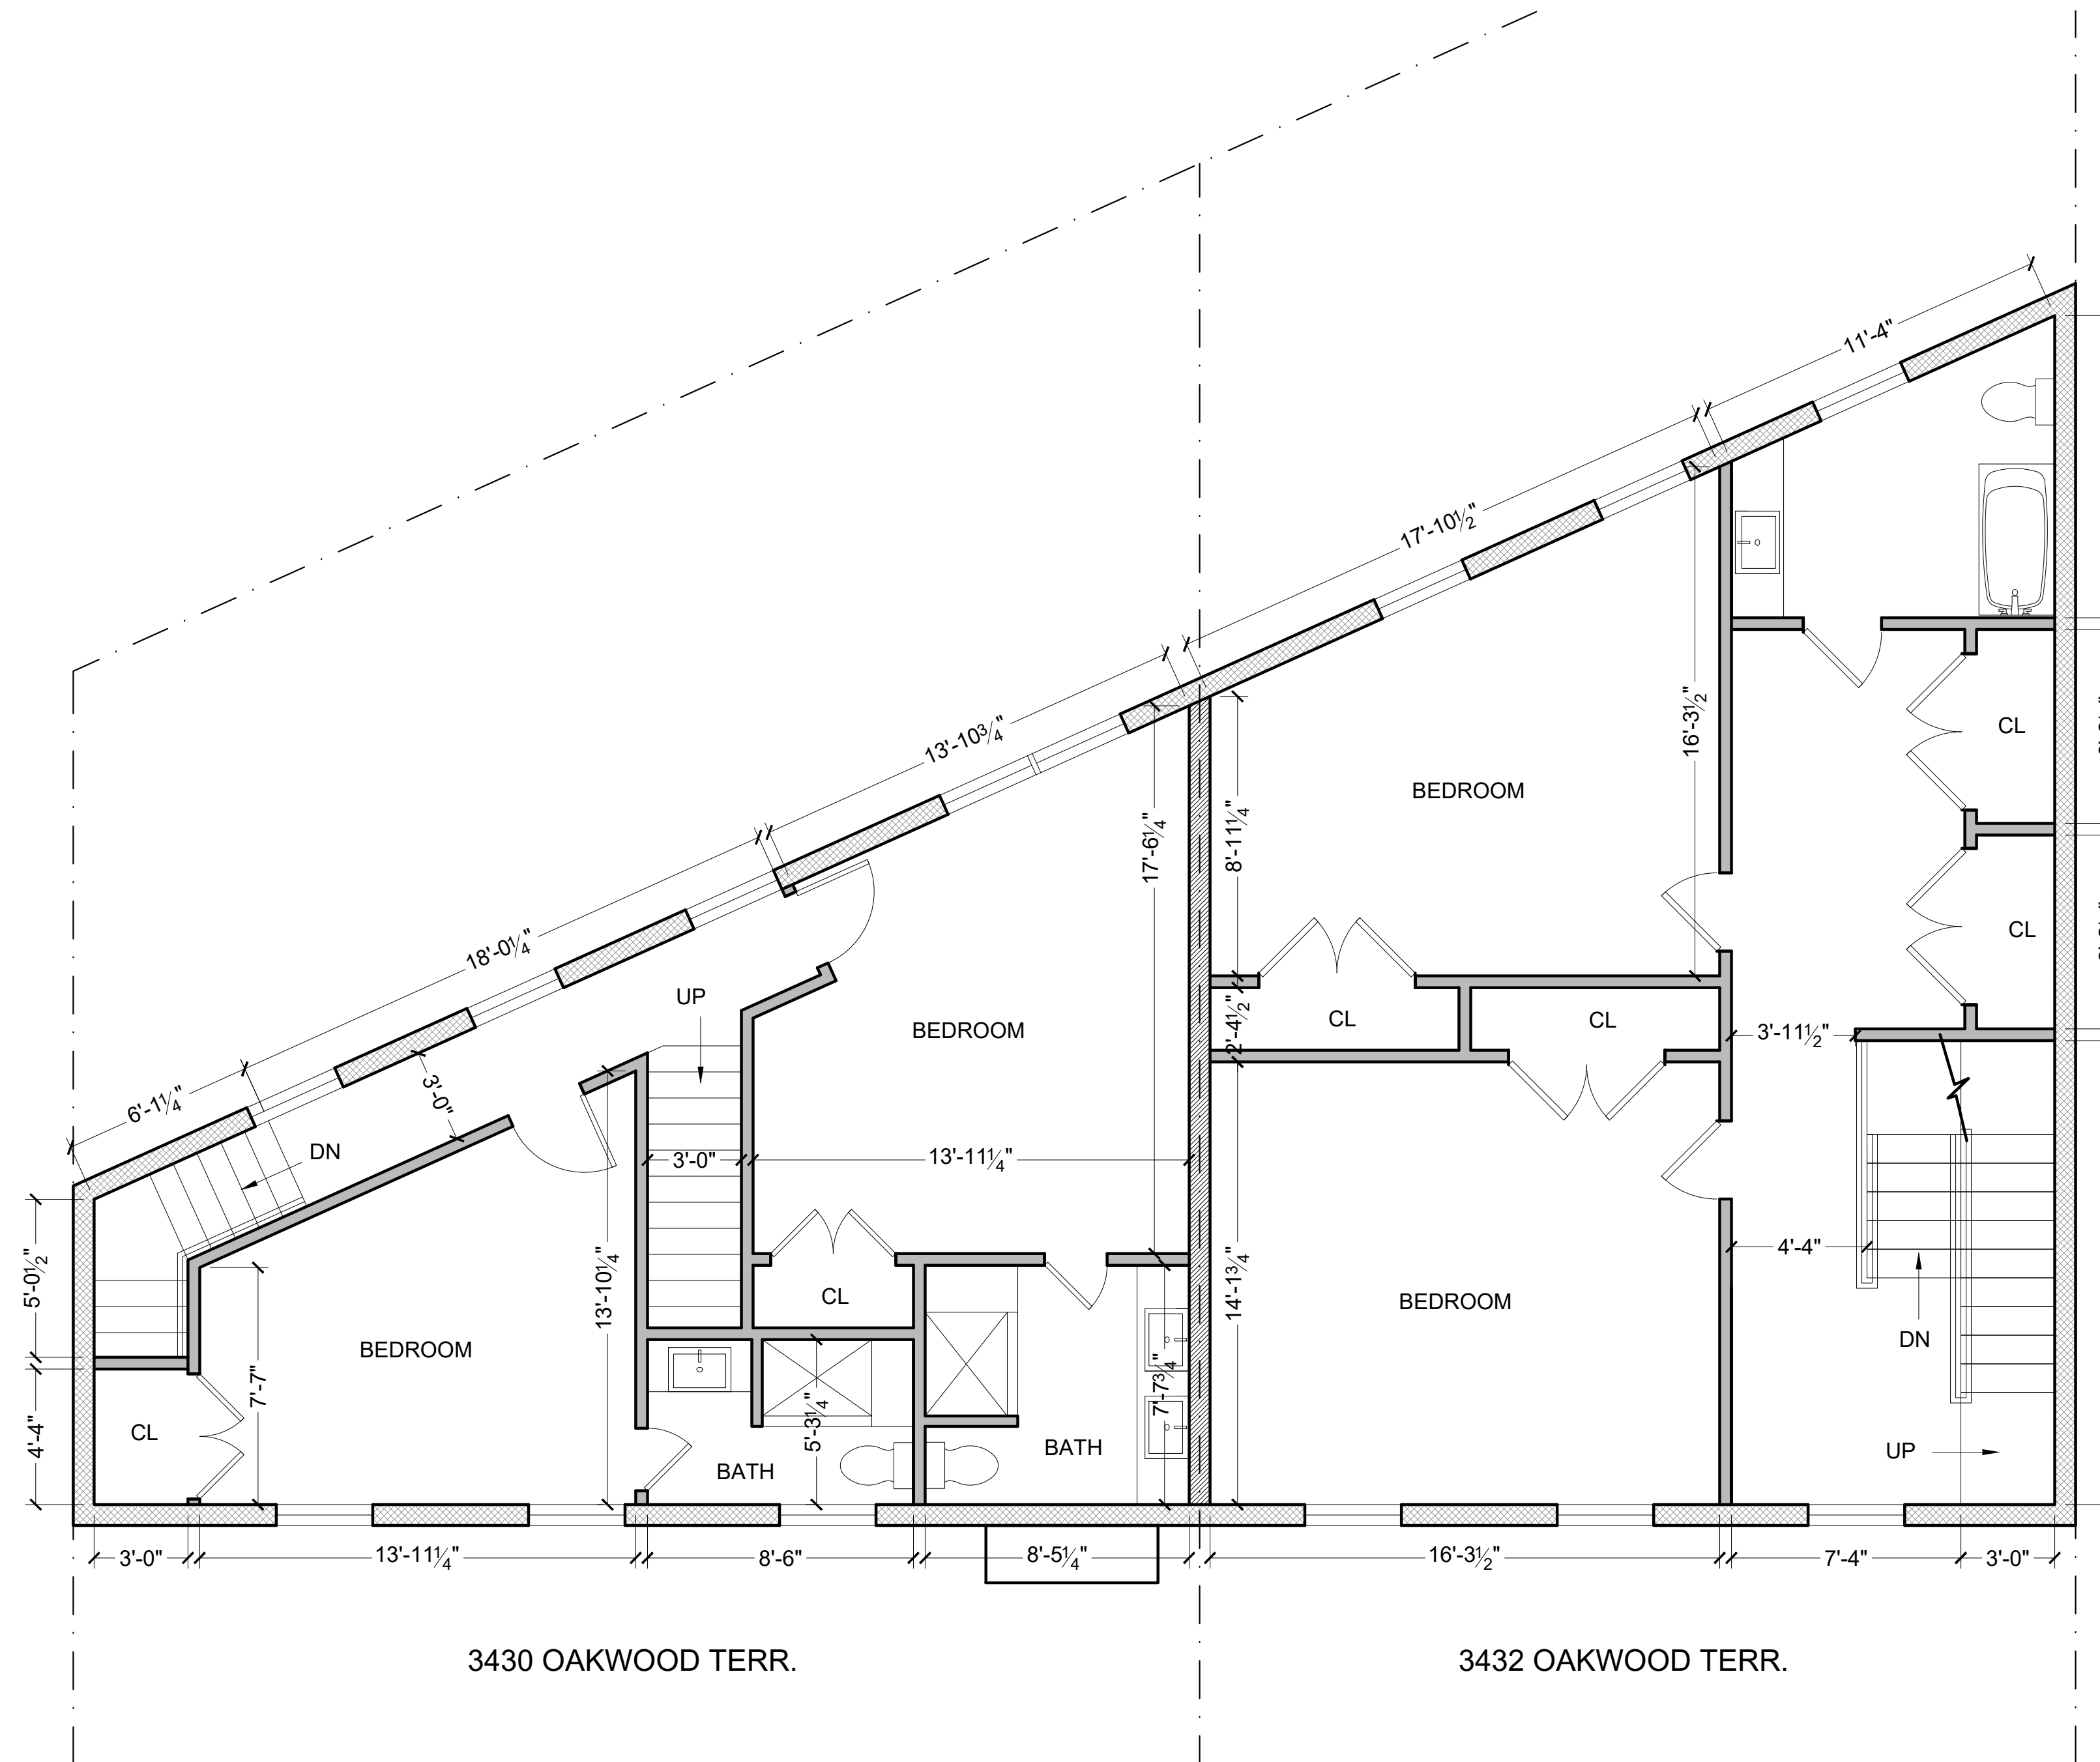 11'-4"
17'-10½"
13'-10¾"
18'-0¼"
6'-1¼"
16'-3½"
CL
BEDROOM
8'-11¼"
17'-6¼"
CL
UP
BEDROOM
2'-4½"
CL
CL
3'-11½"
3'-0"
DN
3'-0"
13'-11¼"
4'-4"
5'-0½"
13'-10¼"
14'-1¾"
CL
BEDROOM
DN
BEDROOM
7'-7"
7'-7¾"
5'-3¼"
4'-4"
CL
BATH
BATH
UP
3'-0"
13'-11¼"
8'-6"
8'-5¼"
16'-3½"
7'-4"
3'-0"
3430 OAKWOOD TERR.
3432 OAKWOOD TERR.